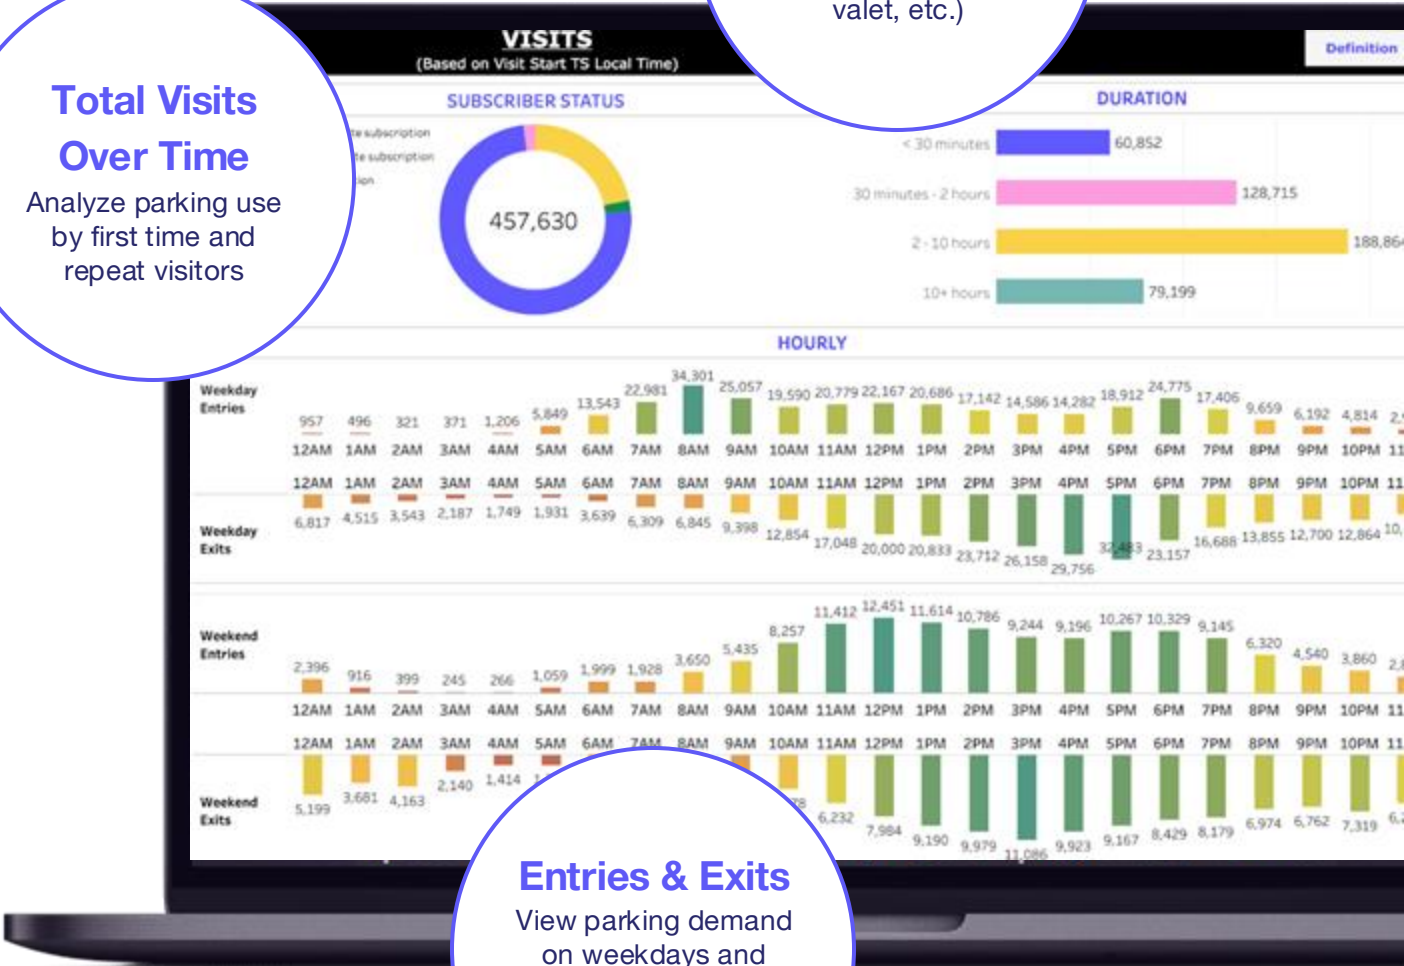 valet, etc.)
VISITS
(Based on Visit Start TS Local Time)
Definition
Total Visits
Over Time
Analyze parking use
by first time and
repeat visitors
SUBSCRIBER STATUS
subscription
subscription
457,630
DURATION
< 30 minutes 60,852
30 minutes - 2 hours 128,715
2 - 10 hours 188,864
10+ hours 79,199
HOURLY
Weekday
Entries
957 496 321 371 1,206 5,849 13,543 22,981 34,301 25,057 19,590 20,779 22,167 20,686 17,142 14,586 14,282 18,912 24,775 17,406 9,659 6,192 4,814
12AM 1AM 2AM 3AM 4AM 5AM 6AM 7AM 8AM 9AM 10AM 11AM 12PM 1PM 2PM 3PM 4PM 5PM 6PM 7PM 8PM 9PM 10PM 11
12AM 1AM 2AM 3AM 4AM 5AM 6AM 7AM 8AM 9AM 10AM 11AM 12PM 1PM 2PM 3PM 4PM 5PM 6PM 7PM 8PM 9PM 10PM 11
Weekday
Exits
6,817 4,515 3,543 2,187 1,749 1,931 3,639 6,309 6,845 9,398 12,854 17,048 20,000 20,833 23,712 26,158 29,756 32,483 23,157 16,688 13,855 12,700 12,864
Weekend
Entries
2,396 916 399 245 266 1,059 1,999 1,928 3,650 5,435 8,257 11,412 12,451 11,614 10,786 9,244 9,196 10,267 10,329 9,145 6,320 4,540 3,860
12AM 1AM 2AM 3AM 4AM 5AM 6AM 7AM 8AM 9AM 10AM 11AM 12PM 1PM 2PM 3PM 4PM 5PM 6PM 7PM 8PM 9PM 10PM 11
12AM 1AM 2AM 3AM 4AM 5AM 6AM 7AM 8AM 9AM 10AM 11AM 12PM 1PM 2PM 3PM 4PM 5PM 6PM 7PM 8PM 9PM 10PM 11
Weekend
Exits
5,199 3,681 4,163 2,140 1,414 6,232 7,984 9,190 9,979 11,086 9,923 9,167 8,429 8,179 6,974 6,762 7,319
Entries & Exits
View parking demand
on weekdays and